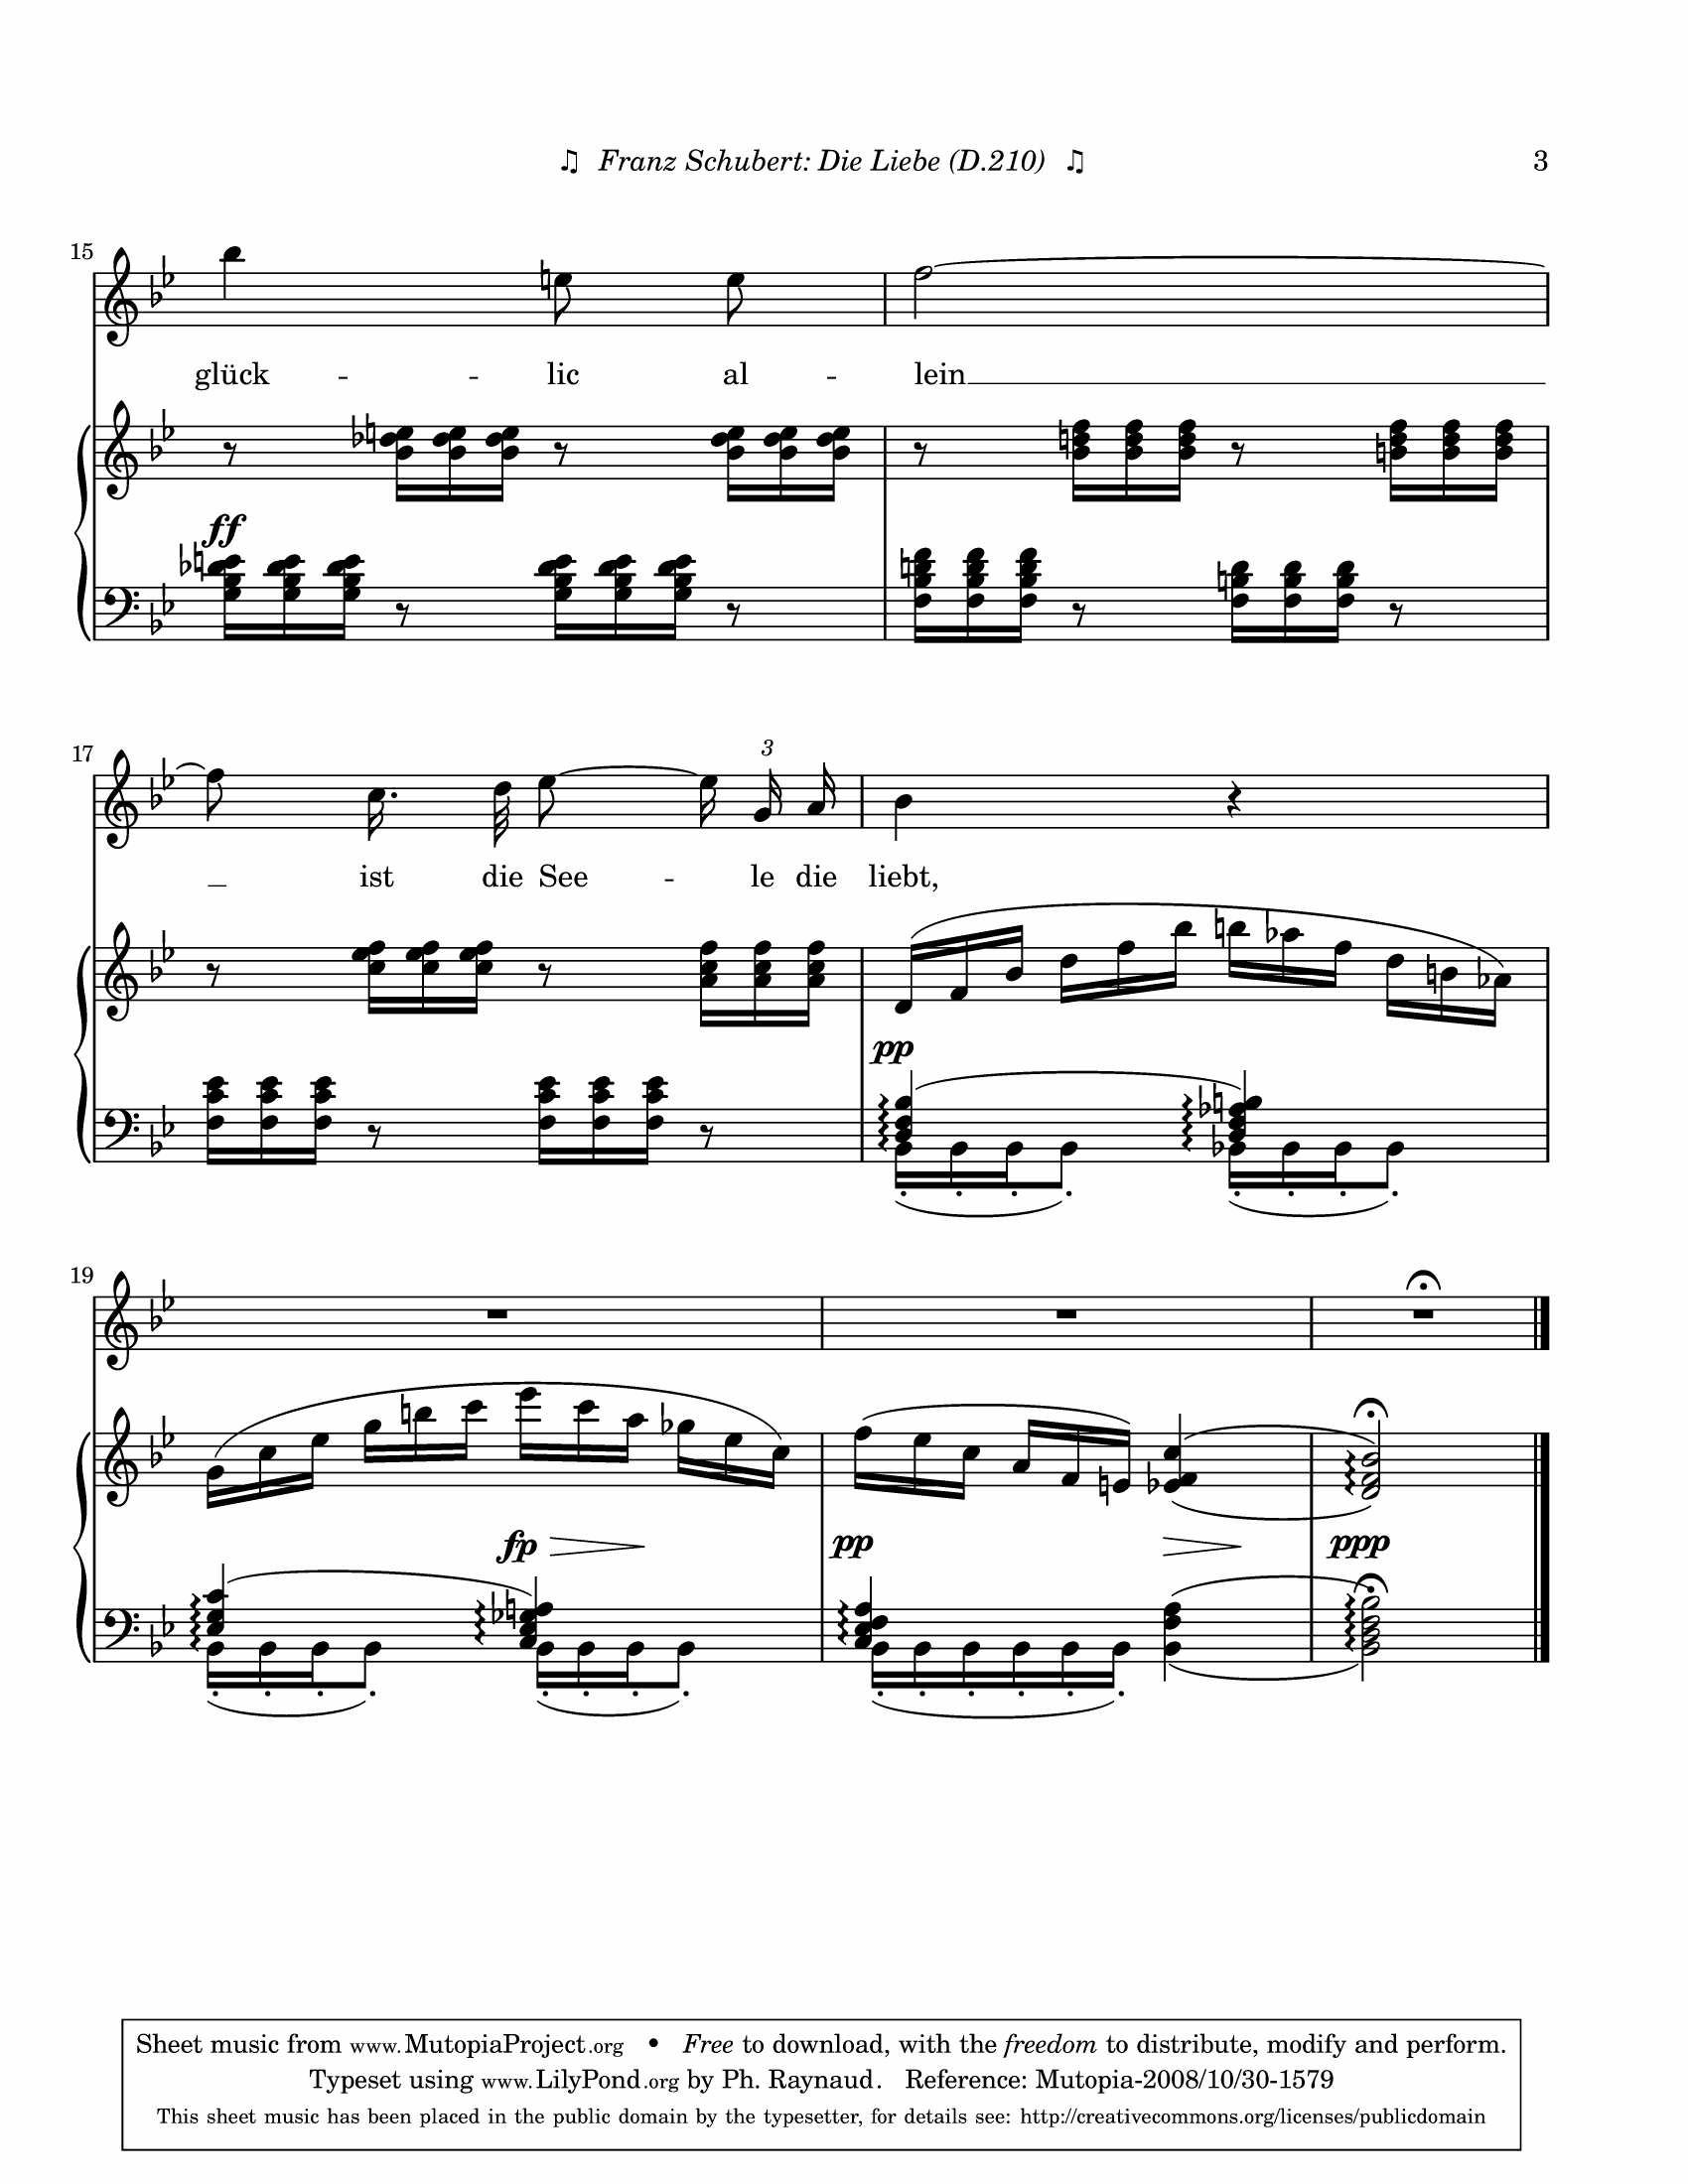 ♫ Franz Schubert: Die Liebe (D.210) ♫ 3
15
glück -- lic al - lein __
ff
17
3
__ ist die See - le die liebt,
pp
19
fp pp ppp
Sheet music from www.MutopiaProject.org • Free to download, with the freedom to distribute, modify and perform.
Typeset using www.LilyPond.org by Ph. Raynaud. Reference: Mutopia-2008/10/30-1579
This sheet music has been placed in the public domain by the typesetter, for details see: http://creativecommons.org/licenses/publicdomain